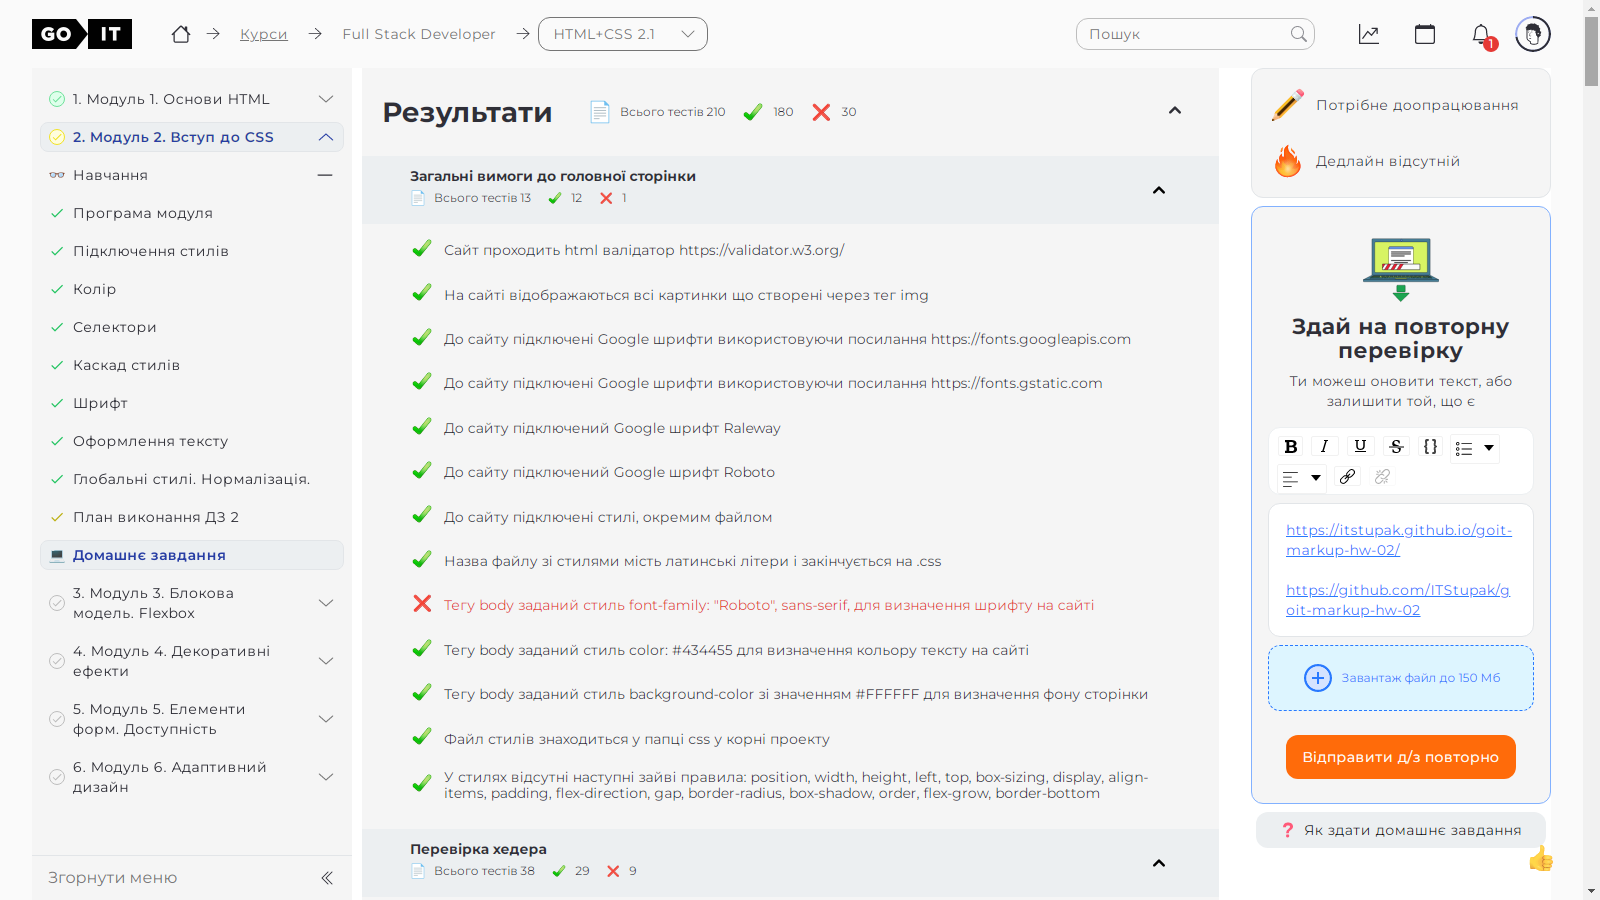 GO IT
Курси
Full Stack Developer
HTML+CSS 2.1
Пошук
1
1. Модуль 1. Основи HTML
2. Модуль 2. Вступ до CSS
Навчання
Програма модуля
Підключення стилів
Колір
Селектори
Каскад стилів
Шрифт
Оформлення тексту
Глобальні стилі. Нормалізація.
План виконання ДЗ 2
Домашнє завдання
3. Модуль 3. Блокова
модель. Flexbox
4. Модуль 4. Декоративні
ефекти
5. Модуль 5. Елементи
форм. Доступність
6. Модуль 6. Адаптивний
дизайн
Згорнути меню
Результати
Всього тестів 210 180 30
Загальні вимоги до головної сторінки
Всього тестів 13 12 1
Сайт проходить html валідатор https://validator.w3.org/
На сайті відображаються всі картинки що створені через тег img
До сайту підключені Google шрифти використовуючи посилання https://fonts.googleapis.com
До сайту підключені Google шрифти використовуючи посилання https://fonts.gstatic.com
До сайту підключений Google шрифт Raleway
До сайту підключений Google шрифт Roboto
До сайту підключені стилі, окремим файлом
Назва файлу зі стилями мість латинські літери і закінчується на .css
Тегу body заданий стиль font-family: "Roboto", sans-serif, для визначення шрифту на сайті
Тегу body заданий стиль color: #434455 для визначення кольору тексту на сайті
Тегу body заданий стиль background-color зі значенням #FFFFFF для визначення фону сторінки
Файл стилів знаходиться у папці css у корні проекту
У стилях відсутні наступні зайві правила: position, width, height, left, top, box-sizing, display, align-
items, padding, flex-direction, gap, border-radius, box-shadow, order, flex-grow, border-bottom
Перевірка хедера
Всього тестів 38 29 9
Потрібне доопрацювання
Дедлайн відсутній
Здай на повторну
перевірку
Ти можеш оновити текст, або
залишити той, що є
B I U S {}
https://itstupak.github.io/goit-
markup-hw-02/
https://github.com/ITStupak/g
oit-markup-hw-02
Завантаж файл до 150 Мб
Відправити д/з повторно
Як здати домашнє завдання